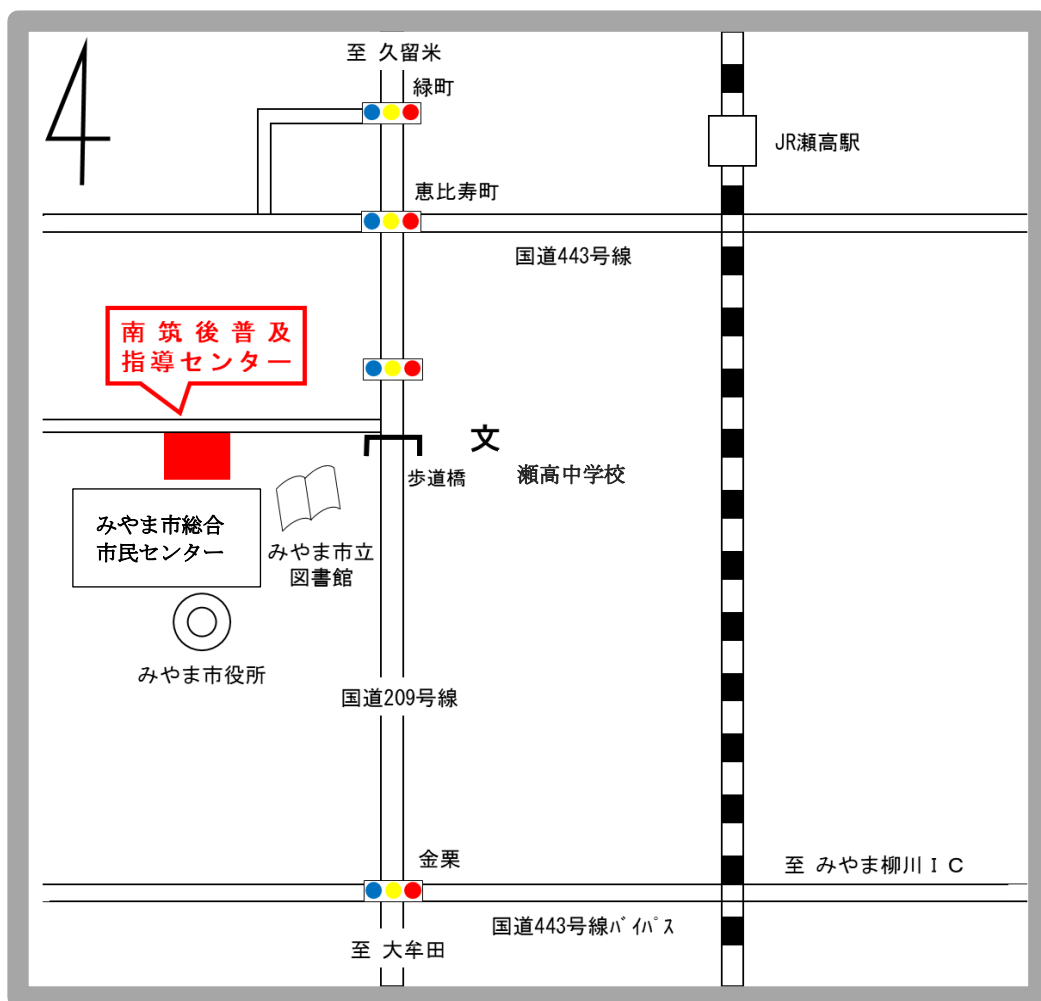 至 久留米
緑町
JR瀬高駅
恵比寿町
国道443号線
南筑後普及
指導センター
文
歩道橋
瀬高中学校
みやま市総合
市民センター
みやま市立
図書館
みやま市役所
国道209号線
金栗
至 みやま柳川ＩＣ
国道443号線ﾊﾞｲﾊﾟｽ
至 大牟田